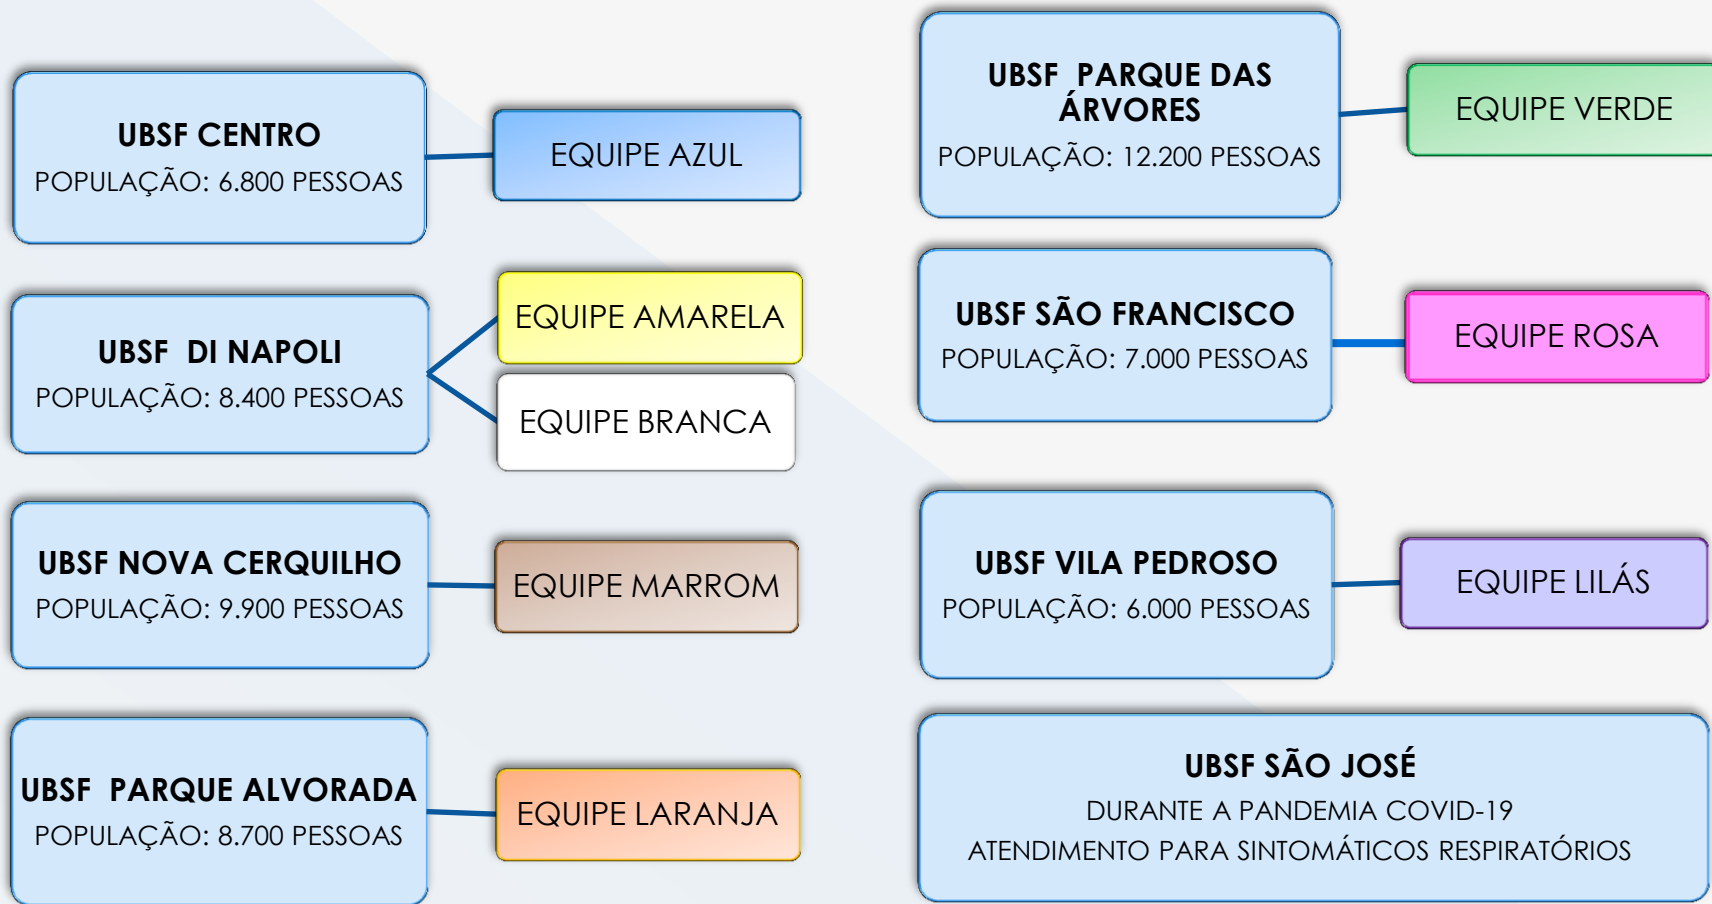 UBSF CENTRO
POPULAÇÃO: 6.800 PESSOAS
EQUIPE AZUL
UBSF DI NAPOLI
POPULAÇÃO: 8.400 PESSOAS
EQUIPE AMARELA
EQUIPE BRANCA
UBSF NOVA CERQUILHO
POPULAÇÃO: 9.900 PESSOAS
EQUIPE MARROM
UBSF PARQUE ALVORADA
POPULAÇÃO: 8.700 PESSOAS
EQUIPE LARANJA
UBSF PARQUE DAS
ÁRVORES
POPULAÇÃO: 12.200 PESSOAS
EQUIPE VERDE
UBSF SÃO FRANCISCO
POPULAÇÃO: 7.000 PESSOAS
EQUIPE ROSA
UBSF VILA PEDROSO
POPULAÇÃO: 6.000 PESSOAS
EQUIPE LILÁS
UBSF SÃO JOSÉ
DURANTE A PANDEMIA COVID-19
ATENDIMENTO PARA SINTOMÁTICOS RESPIRATÓRIOS